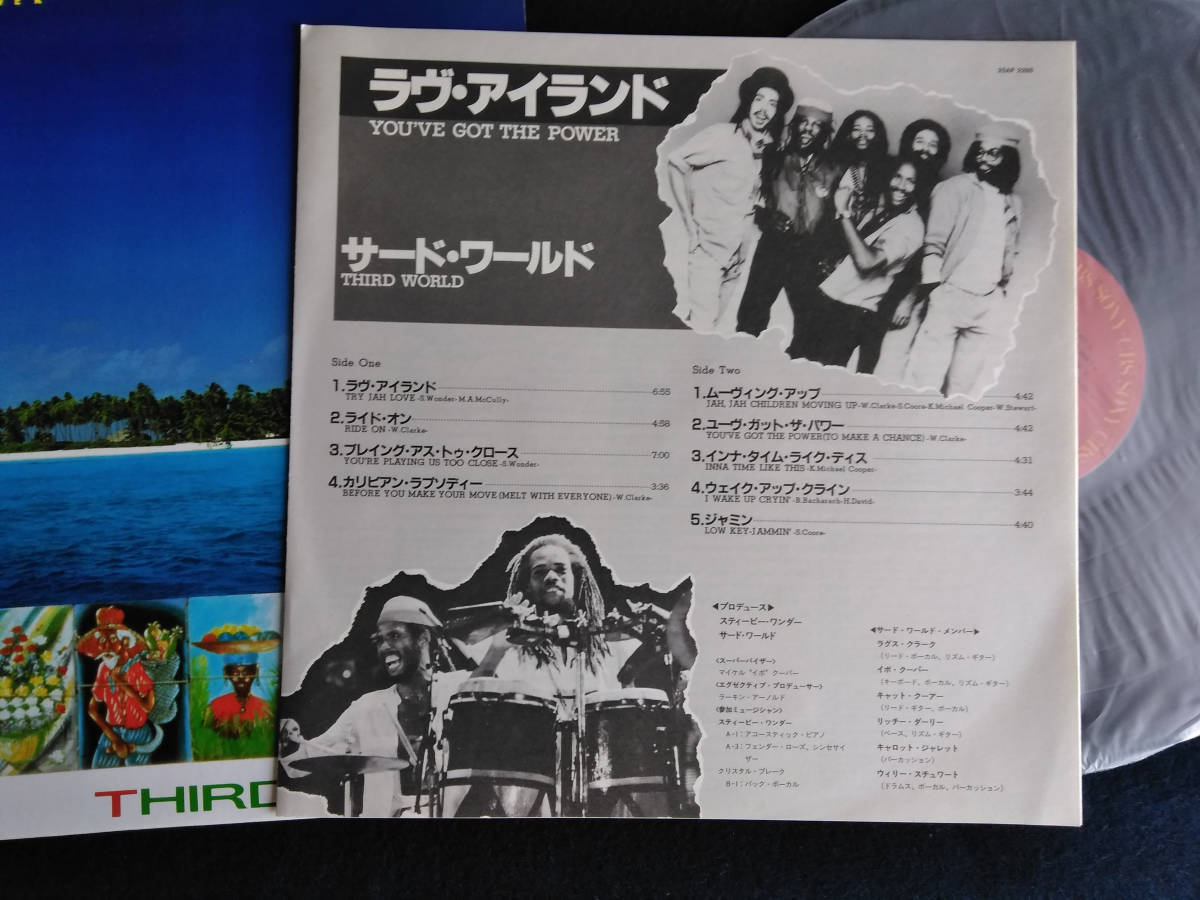 ラヴ・アイランド
YOU'VE GOT THE POWER
サード・ワールド
THIRD WORLD
Side One
1.ラヴ・アイランド 6:55
TRY JAH LOVE -S.Wonder- M.A.McCully-
2.ライド・オン 4:58
RIDE ON -W.Clarke-
3.プレイング・アス・トゥ・クロース 7:00
YOU'RE PLAYING US TOO CLOSE -S.Wonder-
4.カリビアン・ラプソディー 3:36
BEFORE YOU MAKE YOUR MOVE (MELT WITH EVERYONE) -W.Clarke-
Side Two
1.ムーヴィング・アップ 4:42
JAH, JAH CHILDREN MOVING UP -W.Clarke-S.Coore-K.Michael Cooper-W.Stewart-
2.ユーヴ・ガット・ザ・パワー 4:42
YOU'VE GOT THE POWER (TO MAKE A CHANCE) -W.Clarke-
3.インナ・タイム・ライク・ディス 4:31
INNA TIME LIKE THIS -K.Michael Cooper-
4.ウェイク・アップ・クライン 3:44
I WAKE UP CRYIN' -B.Bacharach-H.David-
5.ジャミン 4:40
LOW KEY-JAMMIN' -S.Coore-
◀プロデュース▶
スティービー・ワンダー
サード・ワールド
〈スーパーバイザー〉
マイケル "イボ" クーパー
〈エグゼクティブ・プロデューサー〉
ラーキン・アーノルド
〈参加ミュージシャン〉
スティービー・ワンダー
A-1：アコースティック・ピアノ
A-3：フェンダー・ローズ、シンセサイ
ザー
クリスタル・ブレーク
B-1：バック・ボーカル
◀サード・ワールド・メンバー▶
ラグス・クラーク
(リード・ボーカル、リズム・ギター)
イボ・クーパー
(キーボード、ボーカル、リズム・ギター)
キャット・クーアー
(リード・ギター、ボーカル)
リッチー・ダーリー
(ベース、リズム・ギター)
キャロット・ジャレット
(パーカッション)
ウィリー・スチュワート
(ドラムス、ボーカル、パーカッション)
THIRD
CBS SONY CBS SONY